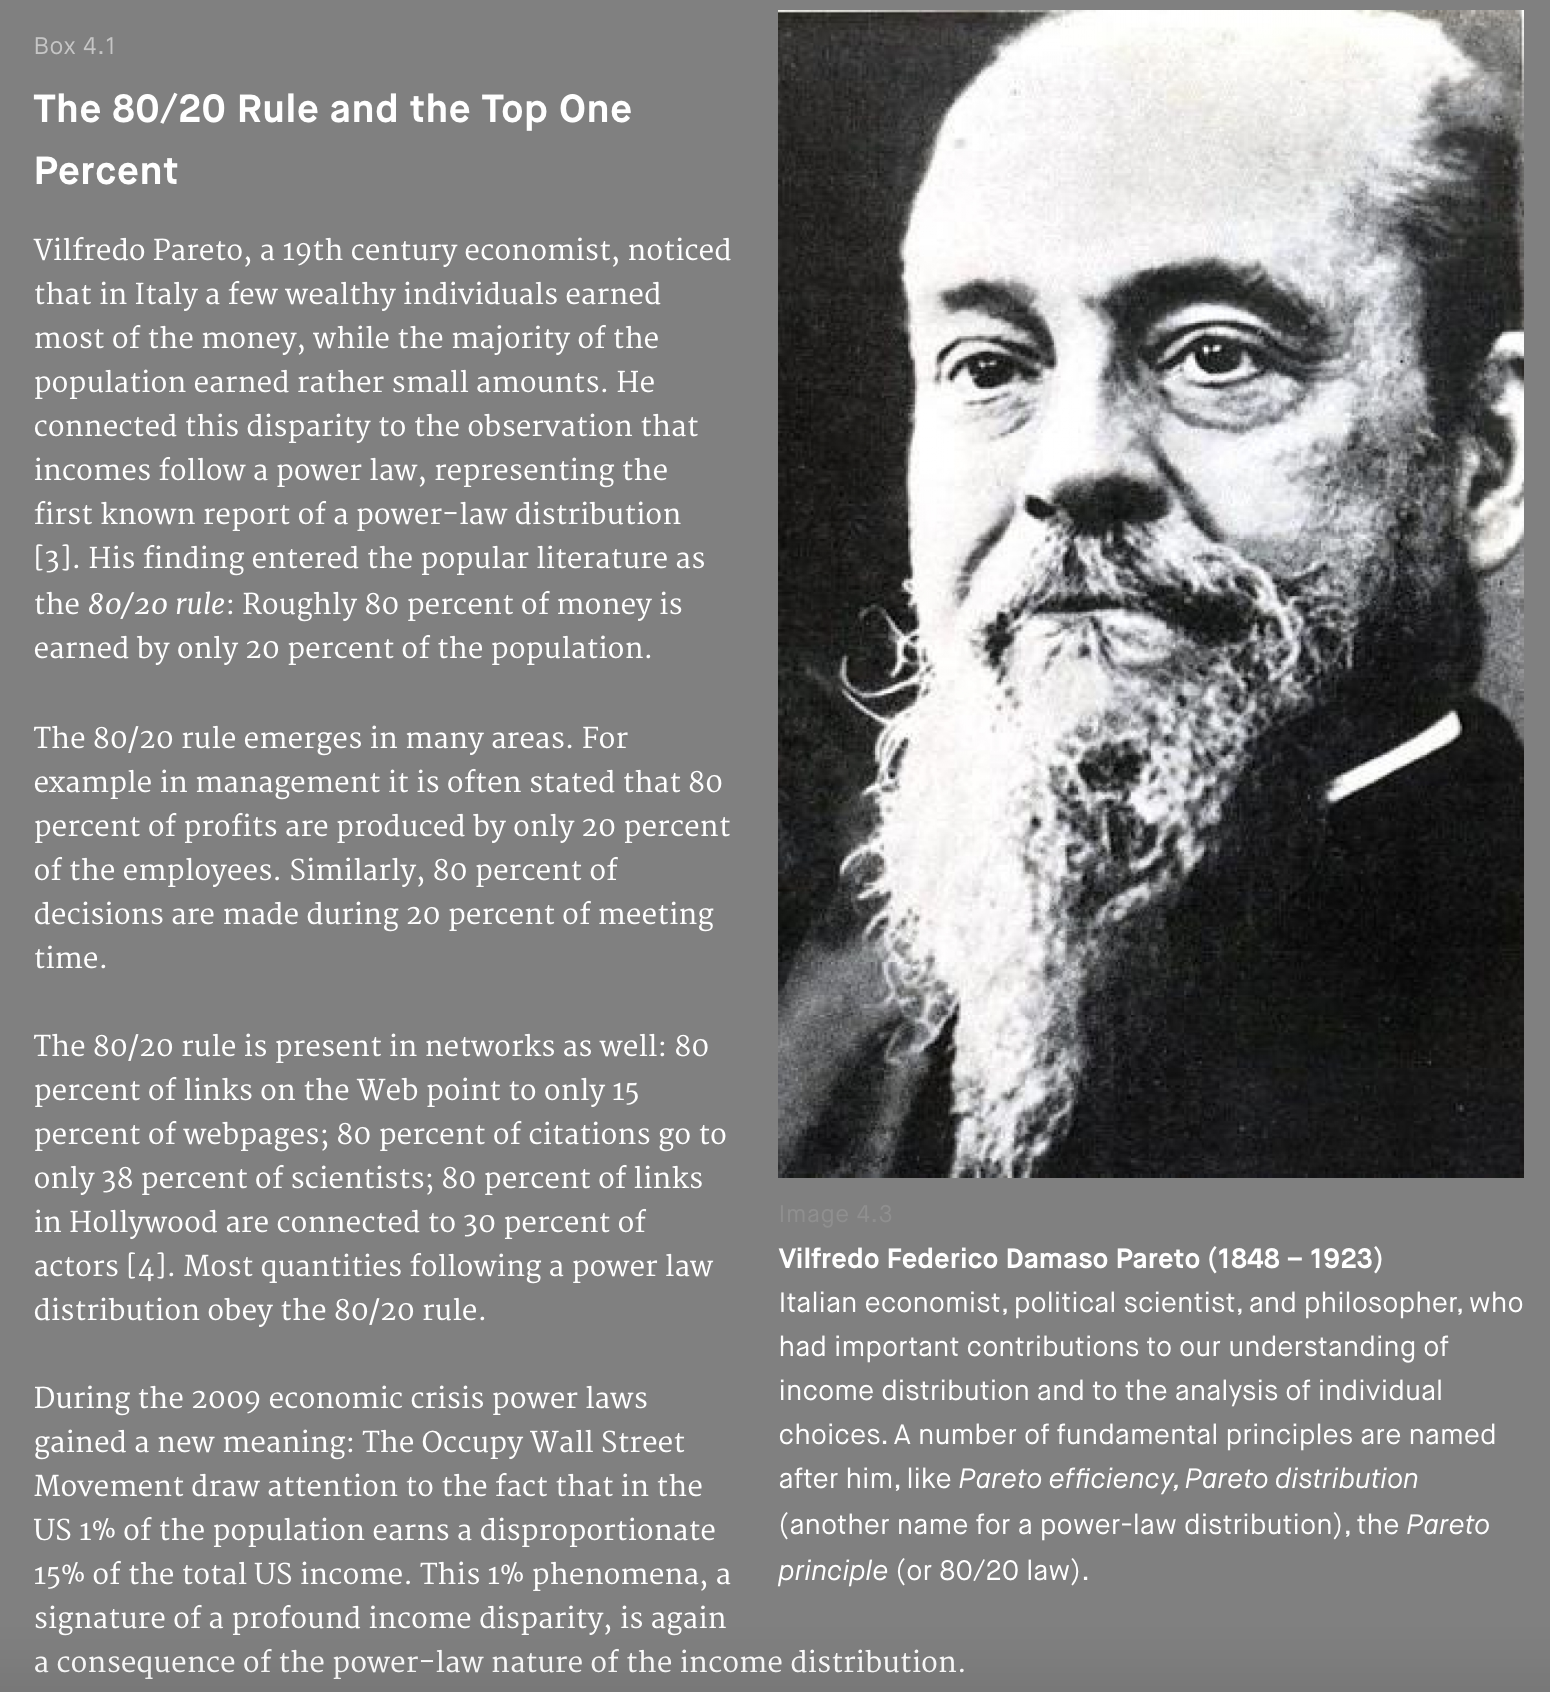 Box 4.1
The 80/20 Rule and the Top One
Percent
Vilfredo Pareto, a 19th century economist, noticed
that in Italy a few wealthy individuals earned
most of the money, while the majority of the
population earned rather small amounts. He
connected this disparity to the observation that
incomes follow a power law, representing the
first known report of a power-law distribution
[3]. His finding entered the popular literature as
the 80/20 rule: Roughly 80 percent of money is
earned by only 20 percent of the population.
The 80/20 rule emerges in many areas. For
example in management it is often stated that 80
percent of profits are produced by only 20 percent
of the employees. Similarly, 80 percent of
decisions are made during 20 percent of meeting
time.
The 80/20 rule is present in networks as well: 80
percent of links on the Web point to only 15
percent of webpages; 80 percent of citations go to
only 38 percent of scientists; 80 percent of links
in Hollywood are connected to 30 percent of
actors [4]. Most quantities following a power law
distribution obey the 80/20 rule.
During the 2009 economic crisis power laws
gained a new meaning: The Occupy Wall Street
Movement draw attention to the fact that in the
US 1% of the population earns a disproportionate
15% of the total US income. This 1% phenomena, a
signature of a profound income disparity, is again
a consequence of the power-law nature of the income distribution.
Image 4.3
Vilfredo Federico Damaso Pareto (1848 – 1923)
Italian economist, political scientist, and philosopher, who
had important contributions to our understanding of
income distribution and to the analysis of individual
choices. A number of fundamental principles are named
after him, like Pareto efficiency, Pareto distribution
(another name for a power-law distribution), the Pareto
principle (or 80/20 law).